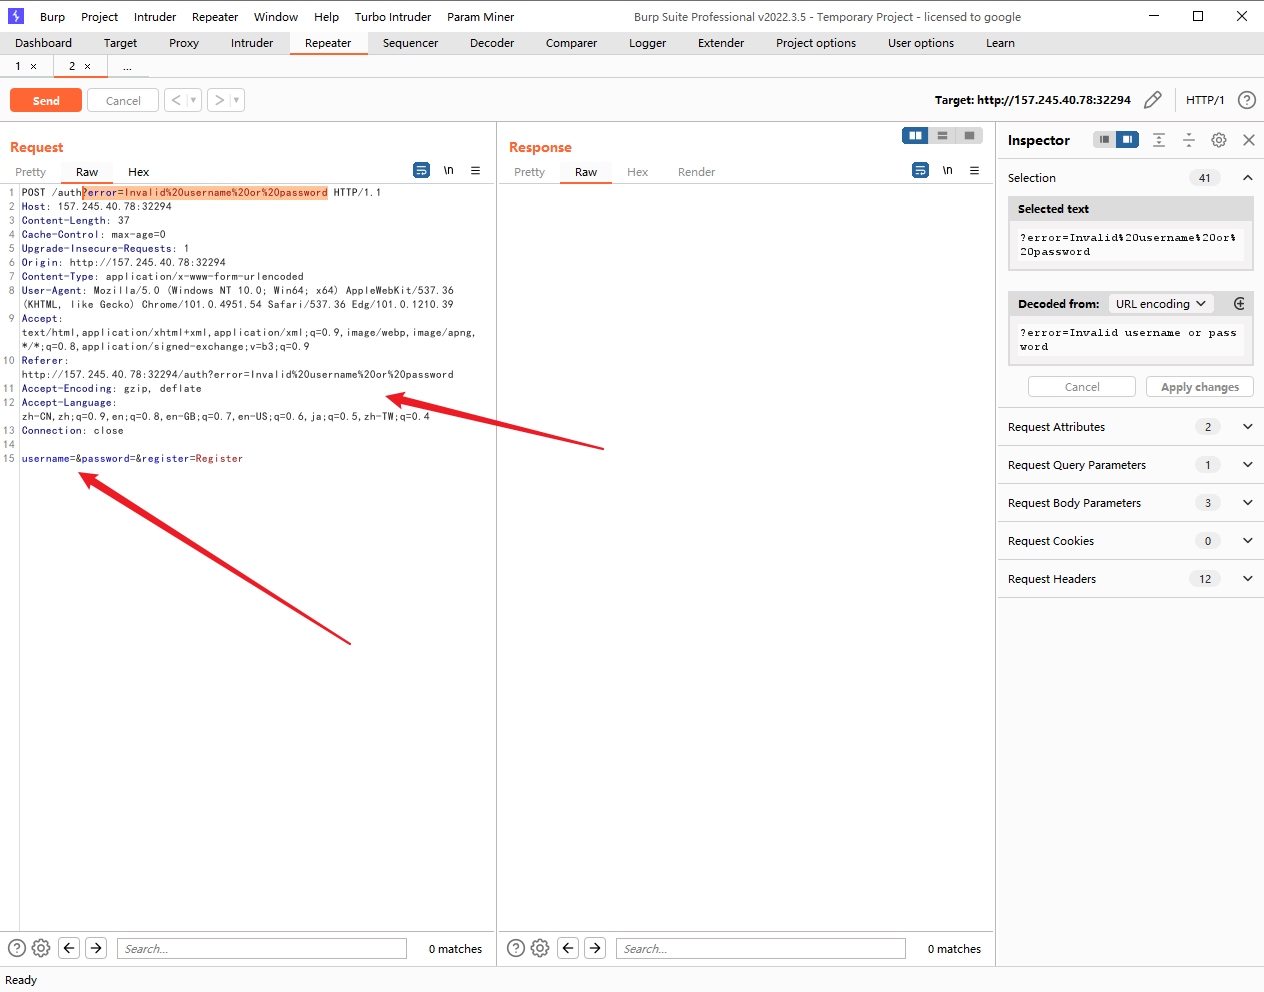 Burp Project Intruder Repeater Window Help Turbo Intruder Param Miner Burp Suite Professional v2022.3.5 - Temporary Project - licensed to google
Dashboard Target Proxy Intruder Repeater Sequencer Decoder Comparer Logger Extender Project options User options Learn
1 × 2 × ...
Send Cancel < > Target: http://157.245.40.78:32294 HTTP/1 ?
Request
Pretty Raw Hex \n
1 POST /auth?error=Invalid%20username%20or%20password HTTP/1.1
2 Host: 157.245.40.78:32294
3 Content-Length: 37
4 Cache-Control: max-age=0
5 Upgrade-Insecure-Requests: 1
6 Origin: http://157.245.40.78:32294
7 Content-Type: application/x-www-form-urlencoded
8 User-Agent: Mozilla/5.0 (Windows NT 10.0; Win64; x64) AppleWebKit/537.36
(KHTML, like Gecko) Chrome/101.0.4951.54 Safari/537.36 Edg/101.0.1210.39
9 Accept:
text/html,application/xhtml+xml,application/xml;q=0.9,image/webp,image/apng,
*/*;q=0.8,application/signed-exchange;v=b3;q=0.9
10 Referer:
http://157.245.40.78:32294/auth?error=Invalid%20username%20or%20password
11 Accept-Encoding: gzip, deflate
12 Accept-Language:
zh-CN,zh;q=0.9,en;q=0.8,en-GB;q=0.7,en-US;q=0.6,ja;q=0.5,zh-TW;q=0.4
13 Connection: close
14
15 username=&password=&register=Register
? Search... 0 matches
Response
Pretty Raw Hex Render \n
? Search... 0 matches
Inspector
Selection 41
Selected text
?error=Invalid%20username%20or%
20password
Decoded from: URL encoding
?error=Invalid username or pass
word
Cancel Apply changes
Request Attributes 2
Request Query Parameters 1
Request Body Parameters 3
Request Cookies 0
Request Headers 12
Ready